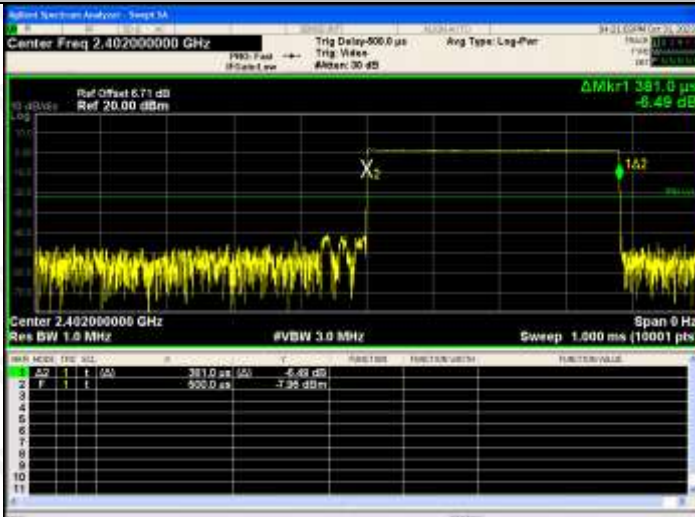 Agilent Spectrum Analyzer - Swept SA
Center Freq 2.402000000 GHz
PNO: Fast
IFGain:Low
Trig Delay-500.0 µs
Trig: Video
#Atten: 30 dB
Avg Type: Log-Pwr
Ref Offset 6.71 dB
Ref 20.00 dBm
10 dB/div
Log
ΔMkr1 381.0 µs
-6.49 dB
X2
1Δ2
Center 2.402000000 GHz
Span 0 Hz
Res BW 1.0 MHz
#VBW 3.0 MHz
Sweep 1.000 ms (10001 pts
MKR MODE TRC SCL X Y FUNCTION FUNCTION WIDTH FUNCTION VALUE
1 Δ2 1 t (Δ) 381.0 µs (Δ) -6.49 dB
2 F 1 t 500.0 µs -7.36 dBm
3
4
5
6
7
8
9
10
11